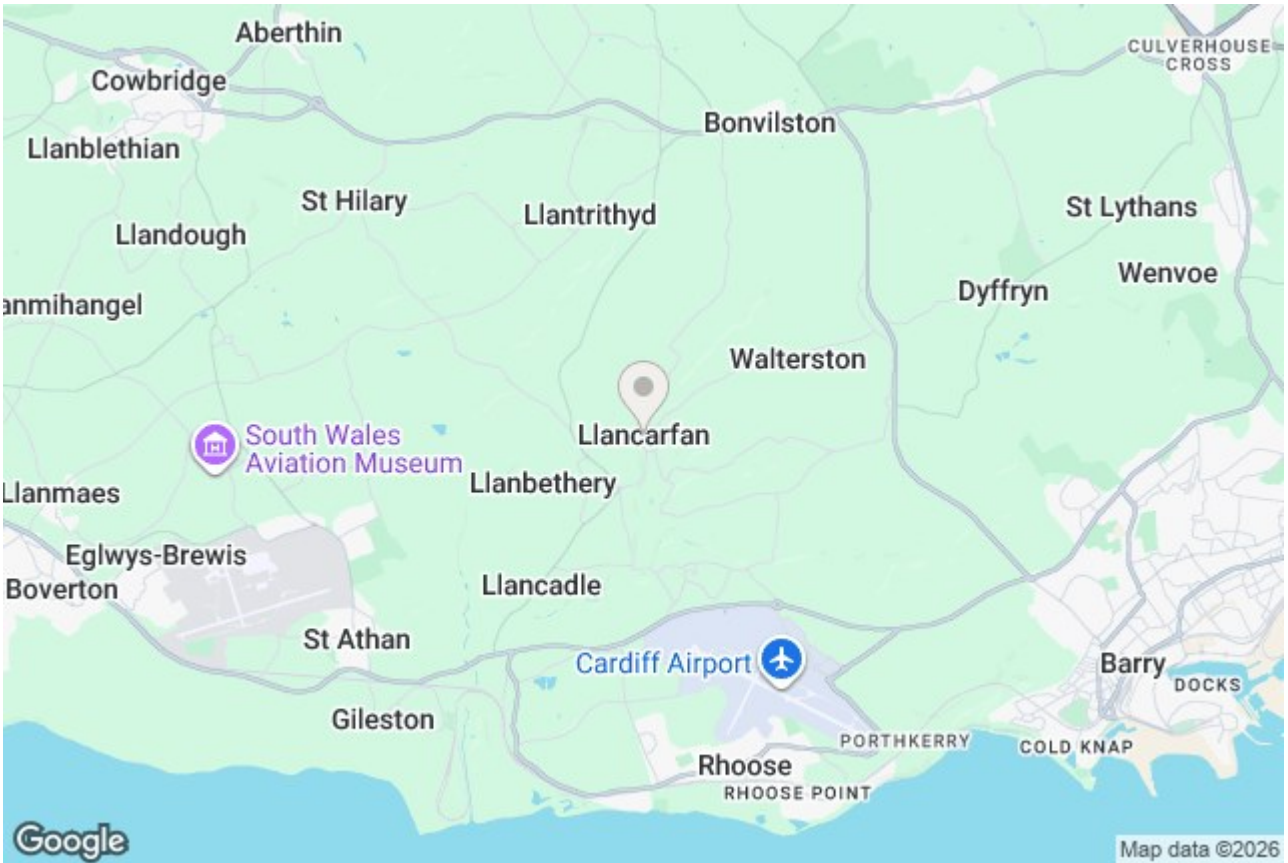 Aberthin
CULVERHOUSE
CROSS
Cowbridge
Bonvilston
Llanblethian
St Hilary
Llantrithyd
St Lythans
Llandough
Wenvoe
anmihangel
Dyffryn
Walterston
Llancarfan
South Wales
Aviation Museum
Llanbethery
Llanmaes
Eglwys-Brewis
Boverton
Llancadle
St Athan
Cardiff Airport
Barry
DOCKS
Gileston
PORTHKERRY
COLD KNAP
Rhoose
RHOOSE POINT
Google
Map data ©2026